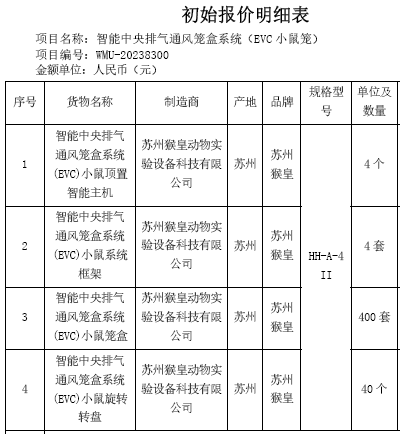 初始报价明细表
项目名称：智能中央排气通风笼盒系统（EVC 小鼠笼）
项目编号：WMU-20238300
金额单位：人民币（元）
序号 货物名称 制造商 产地 品牌 规格型号 单位及数量
1 智能中央排气通风笼盒系统(EVC)小鼠顶置智能主机 苏州猴皇动物实验设备科技有限公司 苏州 苏州猴皇 HH-A-4II 4 个
2 智能中央排气通风笼盒系统(EVC)小鼠系统框架 苏州猴皇动物实验设备科技有限公司 苏州 苏州猴皇 4 套
3 智能中央排气通风笼盒系统(EVC)小鼠笼盒 苏州猴皇动物实验设备科技有限公司 苏州 苏州猴皇 400 套
4 智能中央排气通风笼盒系统(EVC)小鼠旋转转盘 苏州猴皇动物实验设备科技有限公司 苏州 苏州猴皇 40 个